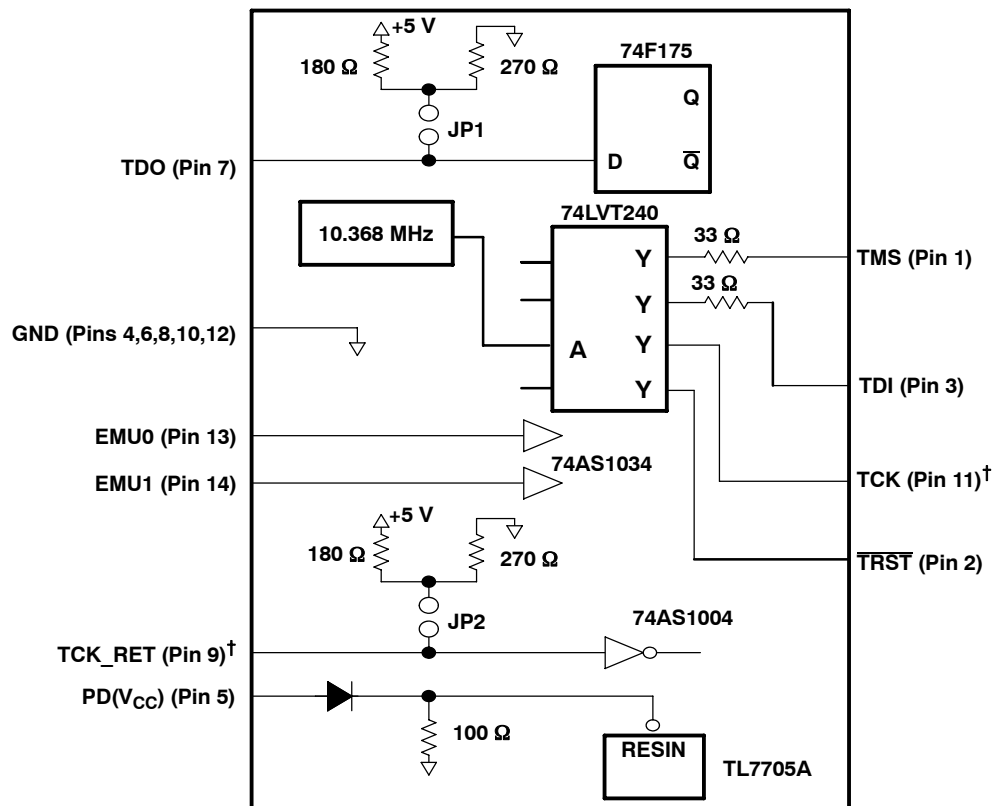 +5 V
180 Ω
270 Ω
JP1
74F175
Q
D
Q̅
TDO (Pin 7)
10.368 MHz
74LVT240
A
Y
Y
Y
Y
33 Ω
33 Ω
TMS (Pin 1)
GND (Pins 4,6,8,10,12)
TDI (Pin 3)
EMU0 (Pin 13)
74AS1034
EMU1 (Pin 14)
TCK (Pin 11)†
+5 V
180 Ω
270 Ω
T̅R̅S̅T̅ (Pin 2)
JP2
74AS1004
TCK_RET (Pin 9)†
PD(VCC) (Pin 5)
100 Ω
RESIN
TL7705A